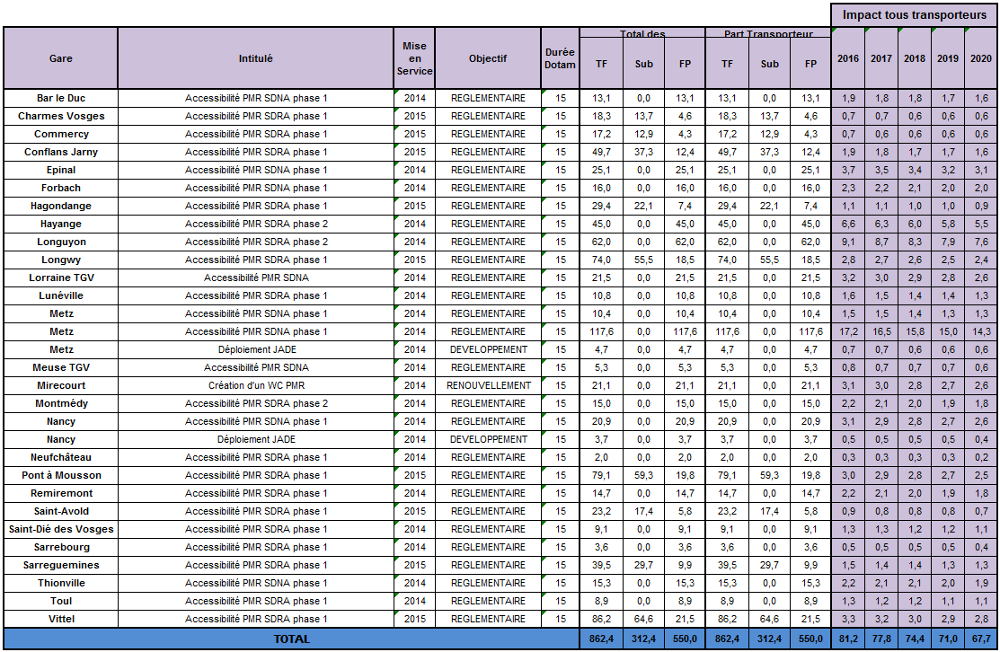 Impact tous transporteurs
Gare Intitulé Mise en Service Objectif Durée Dotam Total des Part Transporteur 2016 2017 2018 2019 2020
TF Sub FP TF Sub FP
Bar le Duc Accessibilité PMR SDNA phase 1 2014 REGLEMENTAIRE 15 13,1 0,0 13,1 13,1 0,0 13,1 1,9 1,8 1,8 1,7 1,6
Charmes Vosges Accessibilité PMR SDRA phase 1 2015 REGLEMENTAIRE 15 18,3 13,7 4,6 18,3 13,7 4,6 0,7 0,7 0,6 0,6 0,6
Commercy Accessibilité PMR SDRA phase 1 2015 REGLEMENTAIRE 15 17,2 12,9 4,3 17,2 12,9 4,3 0,7 0,6 0,6 0,6 0,6
Conflans Jarny Accessibilité PMR SDRA phase 1 2015 REGLEMENTAIRE 15 49,7 37,3 12,4 49,7 37,3 12,4 1,9 1,8 1,7 1,7 1,6
Epinal Accessibilité PMR SDNA phase 1 2014 REGLEMENTAIRE 15 25,1 0,0 25,1 25,1 0,0 25,1 3,7 3,5 3,4 3,2 3,1
Forbach Accessibilité PMR SDNA phase 1 2014 REGLEMENTAIRE 15 16,0 0,0 16,0 16,0 0,0 16,0 2,3 2,2 2,1 2,0 2,0
Hagondange Accessibilité PMR SDRA phase 1 2015 REGLEMENTAIRE 15 29,4 22,1 7,4 29,4 22,1 7,4 1,1 1,1 1,0 1,0 0,9
Hayange Accessibilité PMR SDRA phase 2 2014 REGLEMENTAIRE 15 45,0 0,0 45,0 45,0 0,0 45,0 6,6 6,3 6,0 5,8 5,5
Longuyon Accessibilité PMR SDRA phase 2 2014 REGLEMENTAIRE 15 62,0 0,0 62,0 62,0 0,0 62,0 9,1 8,7 8,3 7,9 7,6
Longwy Accessibilité PMR SDRA phase 1 2015 REGLEMENTAIRE 15 74,0 55,5 18,5 74,0 55,5 18,5 2,8 2,7 2,6 2,5 2,4
Lorraine TGV Accessibilité PMR SDNA 2014 REGLEMENTAIRE 15 21,5 0,0 21,5 21,5 0,0 21,5 3,2 3,0 2,9 2,8 2,6
Lunéville Accessibilité PMR SDNA phase 1 2014 REGLEMENTAIRE 15 10,8 0,0 10,8 10,8 0,0 10,8 1,6 1,5 1,4 1,4 1,3
Metz Accessibilité PMR SDNA phase 1 2014 REGLEMENTAIRE 15 10,4 0,0 10,4 10,4 0,0 10,4 1,5 1,5 1,4 1,3 1,3
Metz Accessibilité PMR SDNA phase 1 2014 REGLEMENTAIRE 15 117,6 0,0 117,6 117,6 0,0 117,6 17,2 16,5 15,8 15,0 14,3
Metz Déploiement JADE 2014 DEVELOPPEMENT 15 4,7 0,0 4,7 4,7 0,0 4,7 0,7 0,7 0,6 0,6 0,6
Meuse TGV Accessibilité PMR SDNA 2014 REGLEMENTAIRE 15 5,3 0,0 5,3 5,3 0,0 5,3 0,8 0,7 0,7 0,7 0,6
Mirecourt Création d'un WC PMR 2014 RENOUVELLEMENT 15 21,1 0,0 21,1 21,1 0,0 21,1 3,1 3,0 2,8 2,7 2,6
Montmédy Accessibilité PMR SDRA phase 2 2014 REGLEMENTAIRE 15 15,0 0,0 15,0 15,0 0,0 15,0 2,2 2,1 2,0 1,9 1,8
Nancy Accessibilité PMR SDNA phase 1 2014 REGLEMENTAIRE 15 20,9 0,0 20,9 20,9 0,0 20,9 3,1 2,9 2,8 2,7 2,6
Nancy Déploiement JADE 2014 DEVELOPPEMENT 15 3,7 0,0 3,7 3,7 0,0 3,7 0,5 0,5 0,5 0,5 0,4
Neufchâteau Accessibilité PMR SDNA phase 1 2014 REGLEMENTAIRE 15 2,0 0,0 2,0 2,0 0,0 2,0 0,3 0,3 0,3 0,3 0,2
Pont à Mousson Accessibilité PMR SDRA phase 1 2015 REGLEMENTAIRE 15 79,1 59,3 19,8 79,1 59,3 19,8 3,0 2,9 2,8 2,7 2,5
Remiremont Accessibilité PMR SDNA phase 1 2014 REGLEMENTAIRE 15 14,7 0,0 14,7 14,7 0,0 14,7 2,2 2,1 2,0 1,9 1,8
Saint-Avold Accessibilité PMR SDRA phase 1 2015 REGLEMENTAIRE 15 23,2 17,4 5,8 23,2 17,4 5,8 0,9 0,8 0,8 0,8 0,7
Saint-Dié des Vosges Accessibilité PMR SDNA phase 1 2014 REGLEMENTAIRE 15 9,1 0,0 9,1 9,1 0,0 9,1 1,3 1,3 1,2 1,2 1,1
Sarrebourg Accessibilité PMR SDNA phase 1 2014 REGLEMENTAIRE 15 3,6 0,0 3,6 3,6 0,0 3,6 0,5 0,5 0,5 0,5 0,4
Sarreguemines Accessibilité PMR SDRA phase 1 2015 REGLEMENTAIRE 15 39,5 29,7 9,9 39,5 29,7 9,9 1,5 1,4 1,4 1,3 1,3
Thionville Accessibilité PMR SDNA phase 1 2014 REGLEMENTAIRE 15 15,3 0,0 15,3 15,3 0,0 15,3 2,2 2,1 2,1 2,0 1,9
Toul Accessibilité PMR SDNA phase 1 2014 REGLEMENTAIRE 15 8,9 0,0 8,9 8,9 0,0 8,9 1,3 1,2 1,2 1,1 1,1
Vittel Accessibilité PMR SDRA phase 1 2015 REGLEMENTAIRE 15 86,2 64,6 21,5 86,2 64,6 21,5 3,3 3,2 3,0 2,9 2,8
TOTAL 862,4 312,4 550,0 862,4 312,4 550,0 81,2 77,8 74,4 71,0 67,7